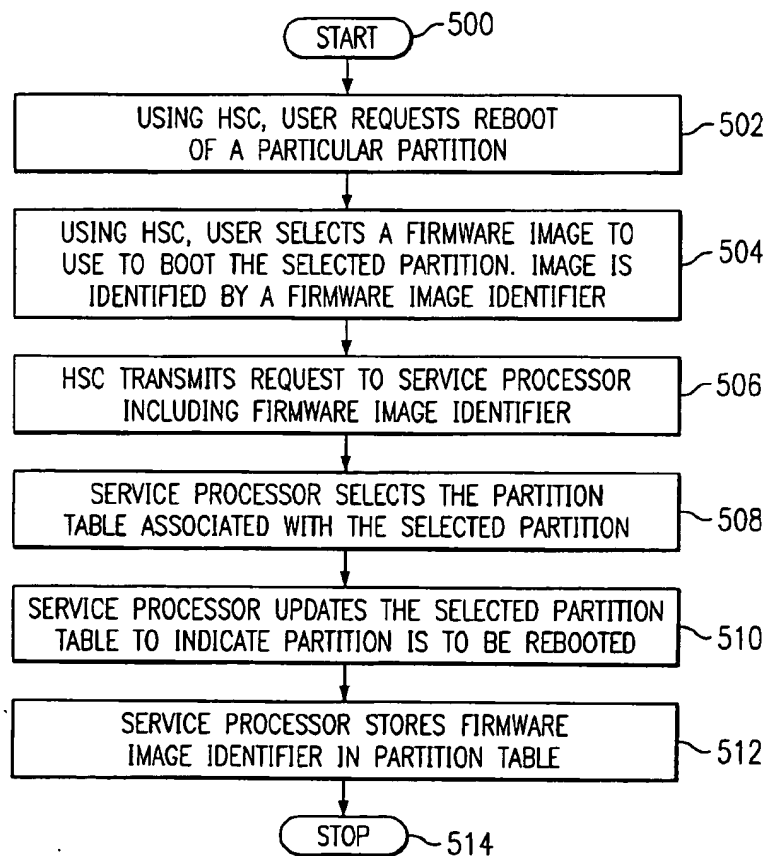 START
500
USING HSC, USER REQUESTS REBOOT
OF A PARTICULAR PARTITION
502
USING HSC, USER SELECTS A FIRMWARE IMAGE TO
USE TO BOOT THE SELECTED PARTITION. IMAGE IS
IDENTIFIED BY A FIRMWARE IMAGE IDENTIFIER
504
HSC TRANSMITS REQUEST TO SERVICE PROCESSOR
INCLUDING FIRMWARE IMAGE IDENTIFIER
506
SERVICE PROCESSOR SELECTS THE PARTITION
TABLE ASSOCIATED WITH THE SELECTED PARTITION
508
SERVICE PROCESSOR UPDATES THE SELECTED PARTITION
TABLE TO INDICATE PARTITION IS TO BE REBOOTED
510
SERVICE PROCESSOR STORES FIRMWARE
IMAGE IDENTIFIER IN PARTITION TABLE
512
STOP
514